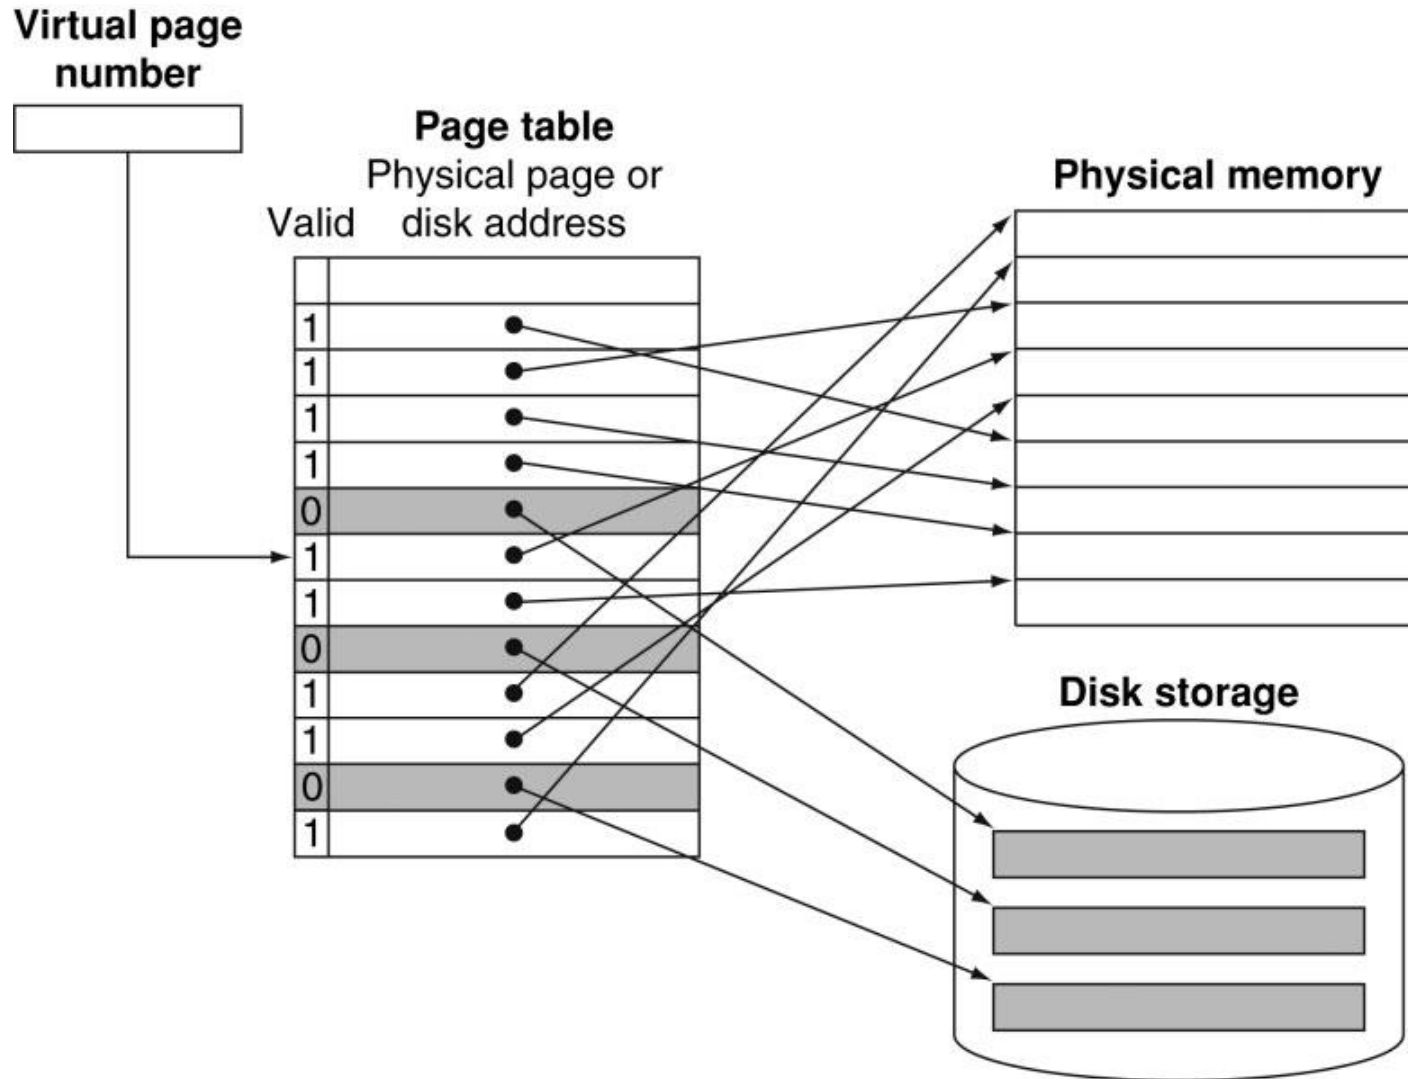 Virtual page
number
Page table
Physical page or
Valid disk address
Physical memory
1
1
1
1
0
1
1
0
1
1
0
1
Disk storage